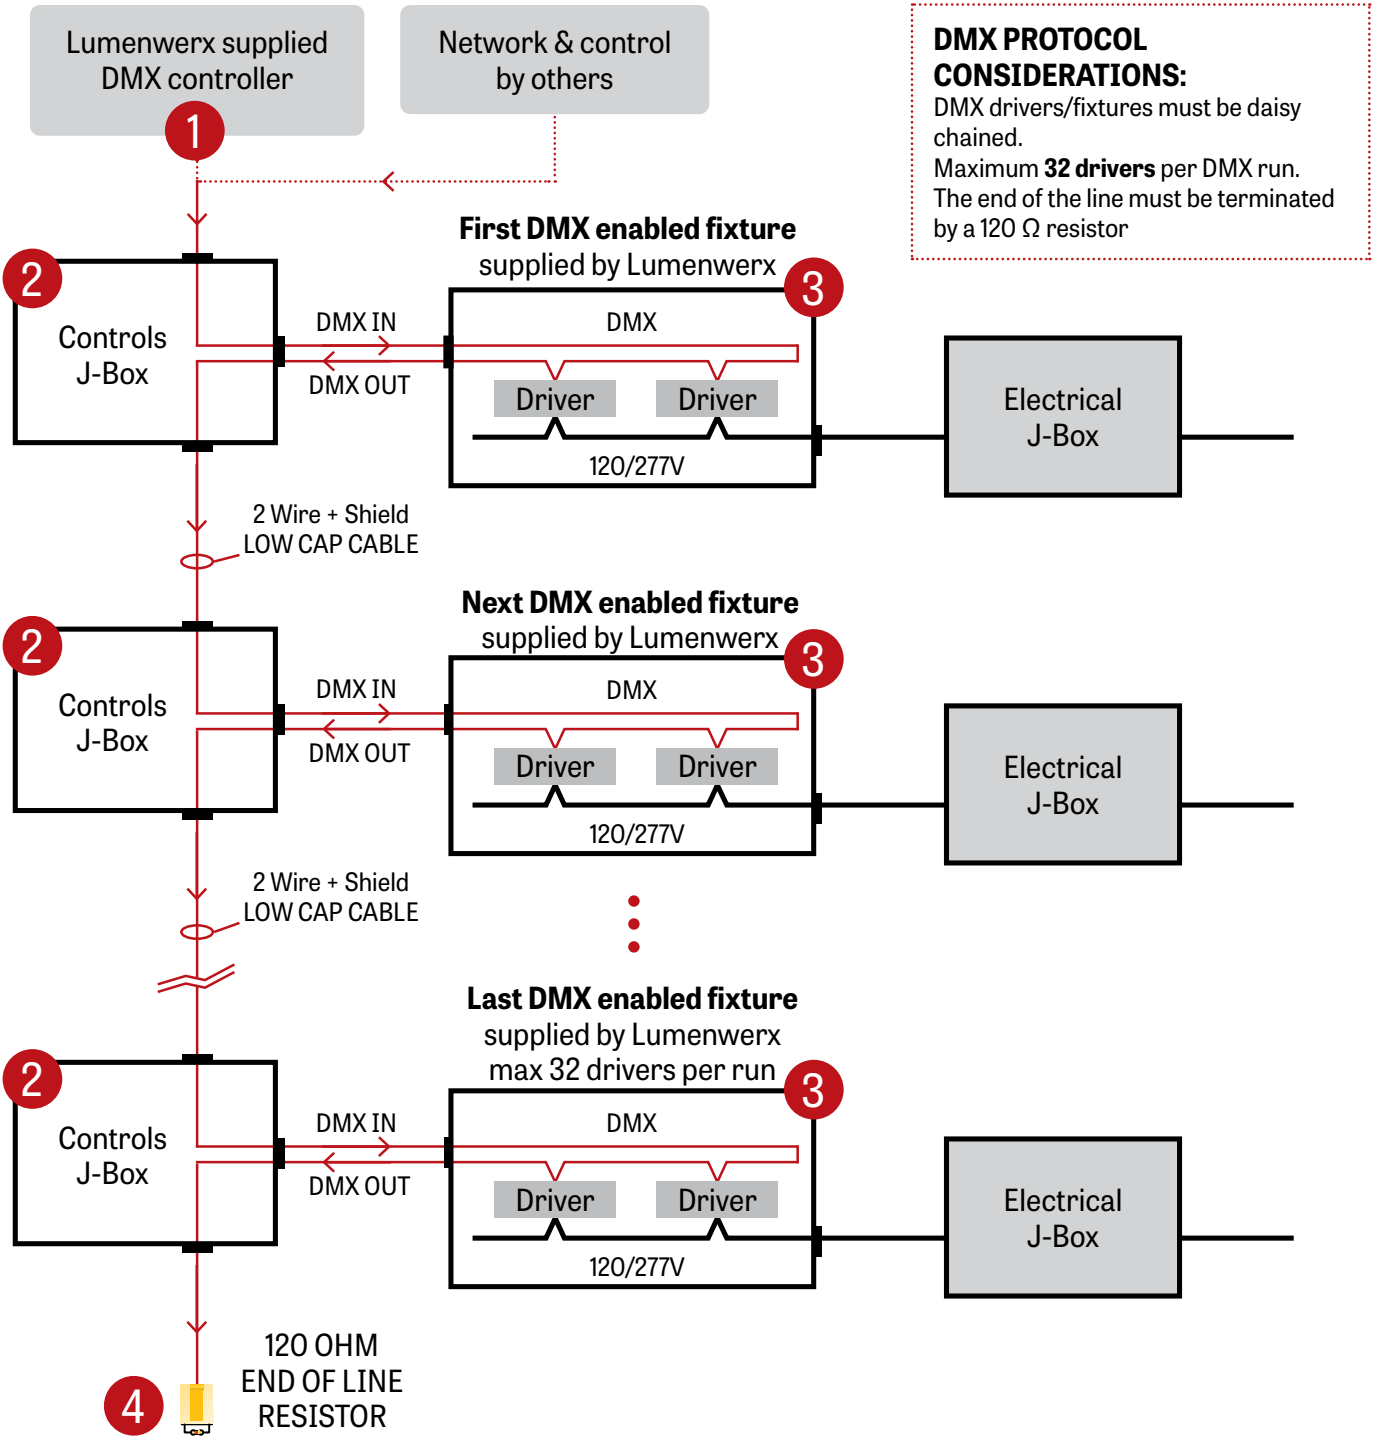 Lumenwerx supplied
DMX controller
1
Network & control
by others
DMX PROTOCOL
CONSIDERATIONS:
DMX drivers/fixtures must be daisy
chained.
Maximum 32 drivers per DMX run.
The end of the line must be terminated
by a 120 Ω resistor
First DMX enabled fixture
supplied by Lumenwerx
2
Controls
J-Box
DMX IN
DMX OUT
3
DMX
Driver
Driver
120/277V
Electrical
J-Box
2 Wire + Shield
LOW CAP CABLE
Next DMX enabled fixture
supplied by Lumenwerx
2
Controls
J-Box
DMX IN
DMX OUT
3
DMX
Driver
Driver
120/277V
Electrical
J-Box
2 Wire + Shield
LOW CAP CABLE
Last DMX enabled fixture
supplied by Lumenwerx
max 32 drivers per run
2
Controls
J-Box
DMX IN
DMX OUT
3
DMX
Driver
Driver
120/277V
Electrical
J-Box
4
120 OHM
END OF LINE
RESISTOR